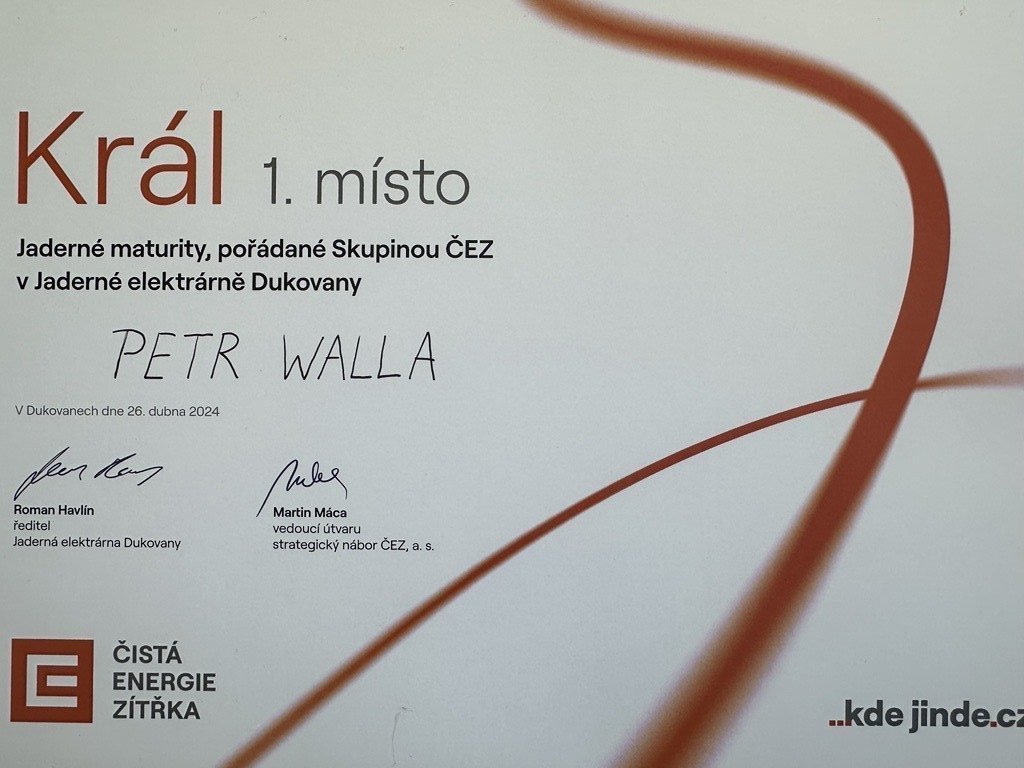 Král 1. místo
Jaderné maturity, pořádané Skupinou ČEZ
v Jaderné elektrárně Dukovany
PETR WALLA
V Dukovanech dne 26. dubna 2024
Roman Havlín
ředitel
Jaderná elektrárna Dukovany
Martin Máca
vedoucí útvaru
strategický nábor ČEZ, a. s.
ČISTÁ
ENERGIE
ZÍTŘKA
..kde jinde.cz